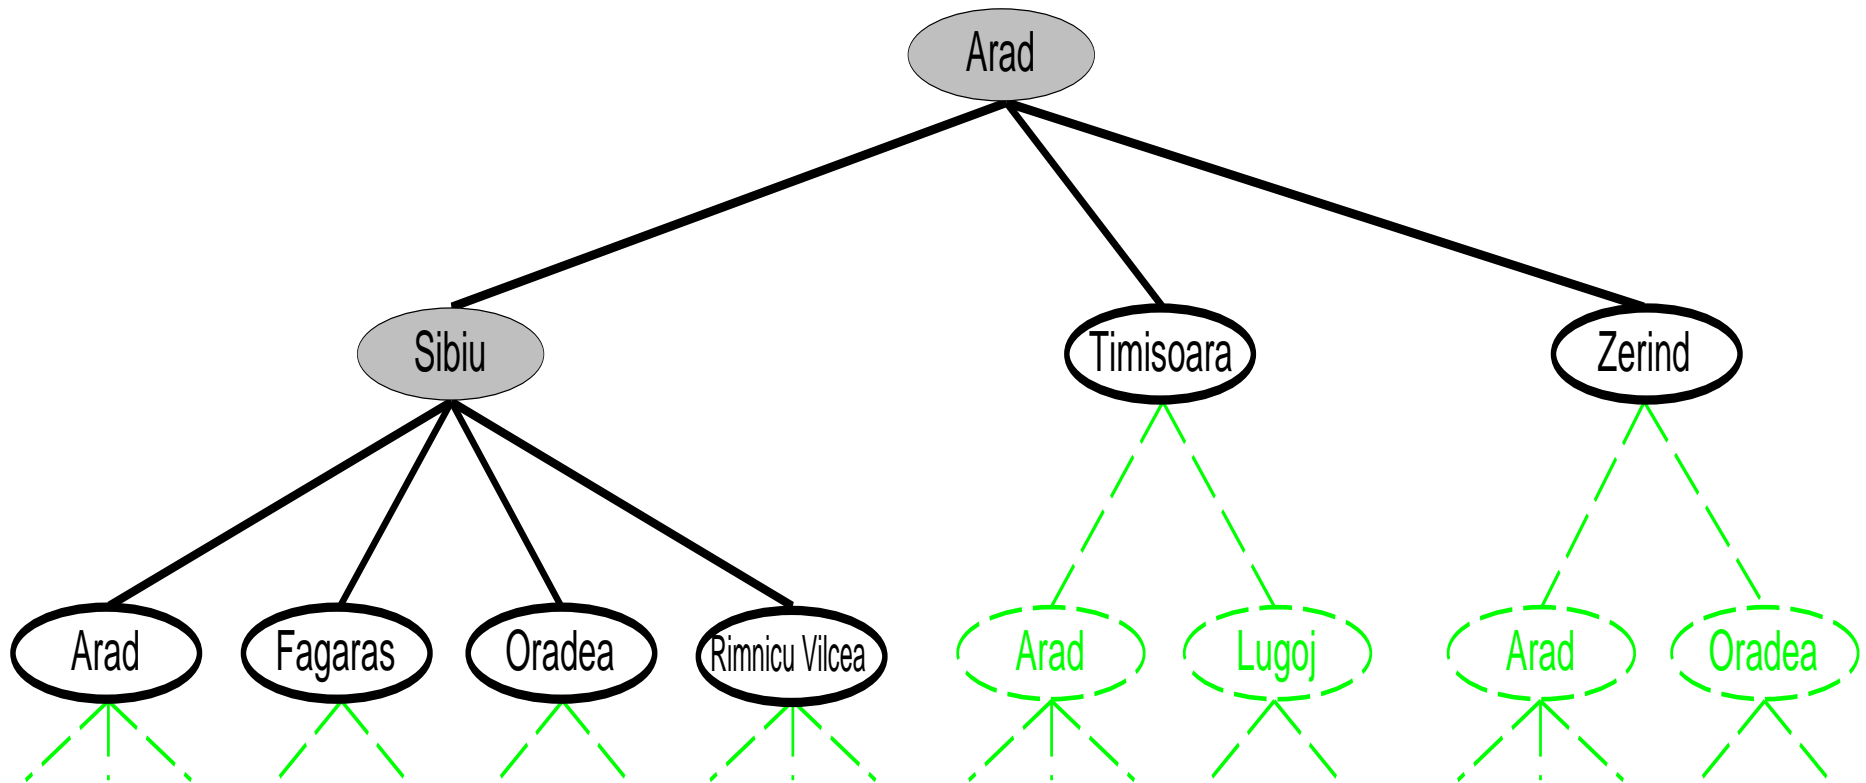 Arad
Sibiu
Timisoara
Zerind
Arad
Fagaras
Oradea
Rimnicu Vilcea
Arad
Lugoj
Arad
Oradea